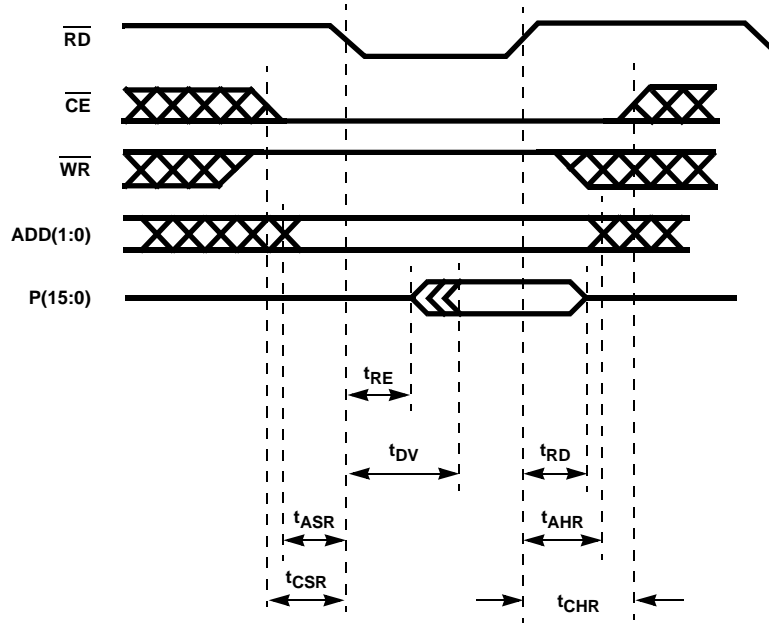 RD
CE
WR
ADD(1:0)
P(15:0)
tRE
tDV
tRD
tASR
tAHR
tCSR
tCHR